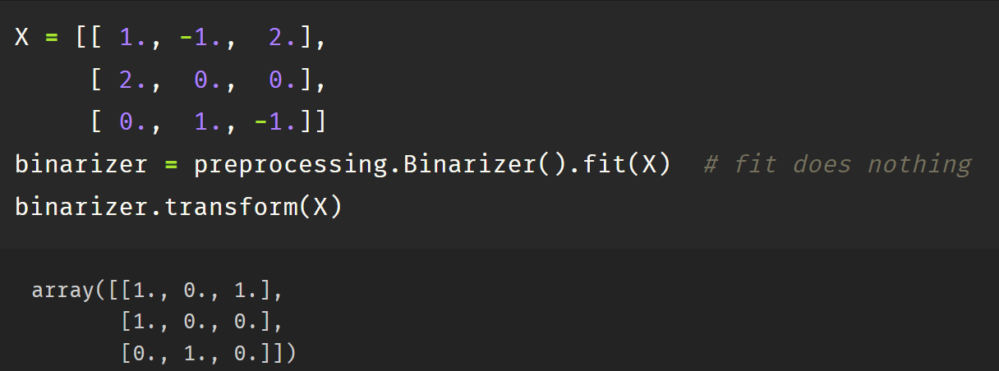 X = [[ 1., -1.,  2.],
     [ 2.,  0.,  0.],
     [ 0.,  1., -1.]]
binarizer = preprocessing.Binarizer().fit(X)  # fit does nothing
binarizer.transform(X)
array([[1., 0., 1.],
       [1., 0., 0.],
       [0., 1., 0.]])